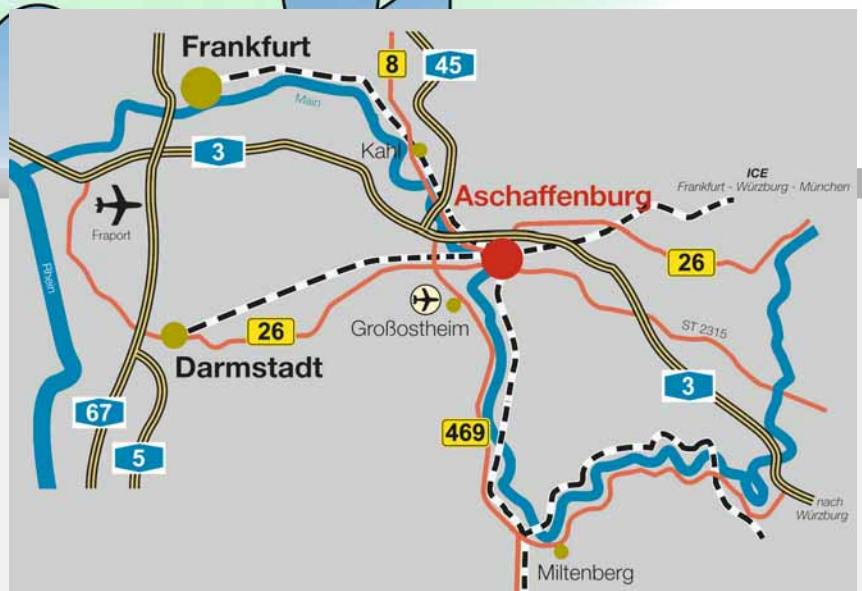 Frankfurt
8
45
Main
3
Kahl
ICE
Frankfurt - Würzburg - München
Aschaffenburg
Fraport
26
Rhein
Großostheim
26
ST 2315
Darmstadt
3
67
469
5
nach
Würzburg
Miltenberg